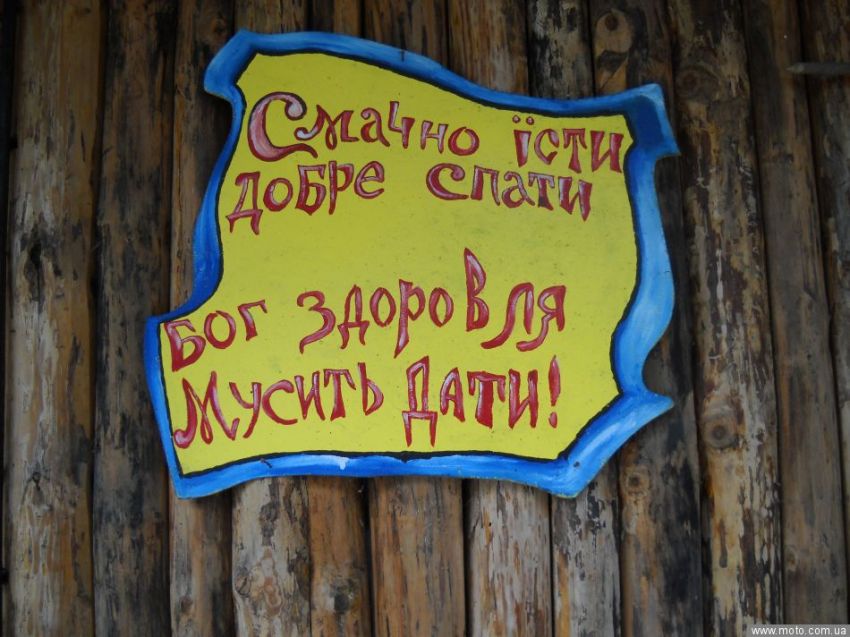 Смачно їсти
добре спати
Бог здоровля
мусить дати!
www.moto.com.ua